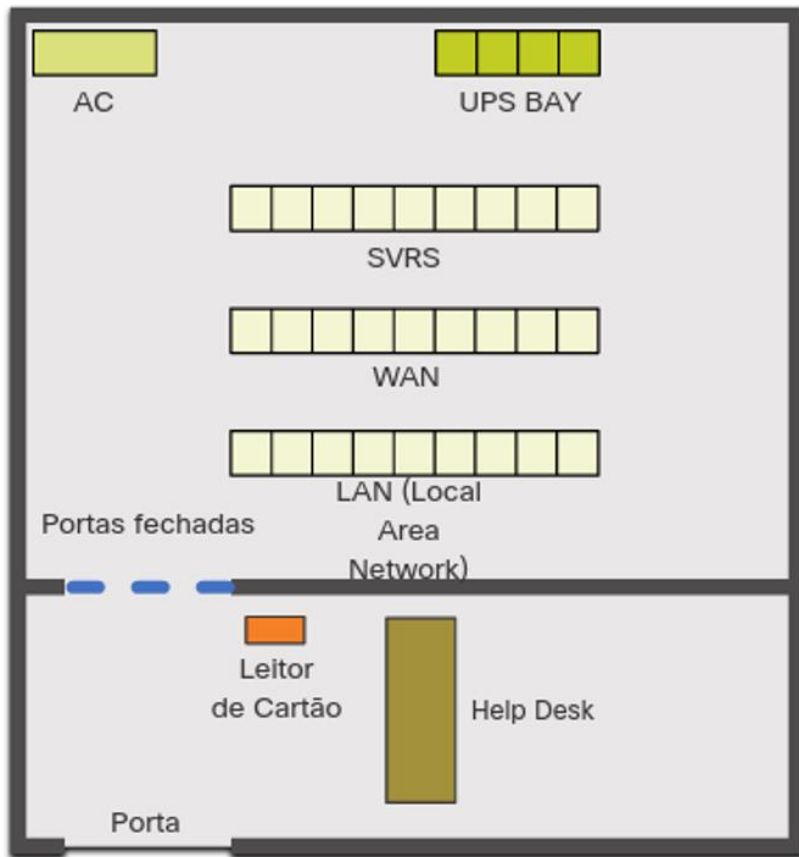 AC
UPS BAY
SVRS
WAN
LAN (Local
Area
Network)
Portas fechadas
Leitor
de Cartão
Help Desk
Porta